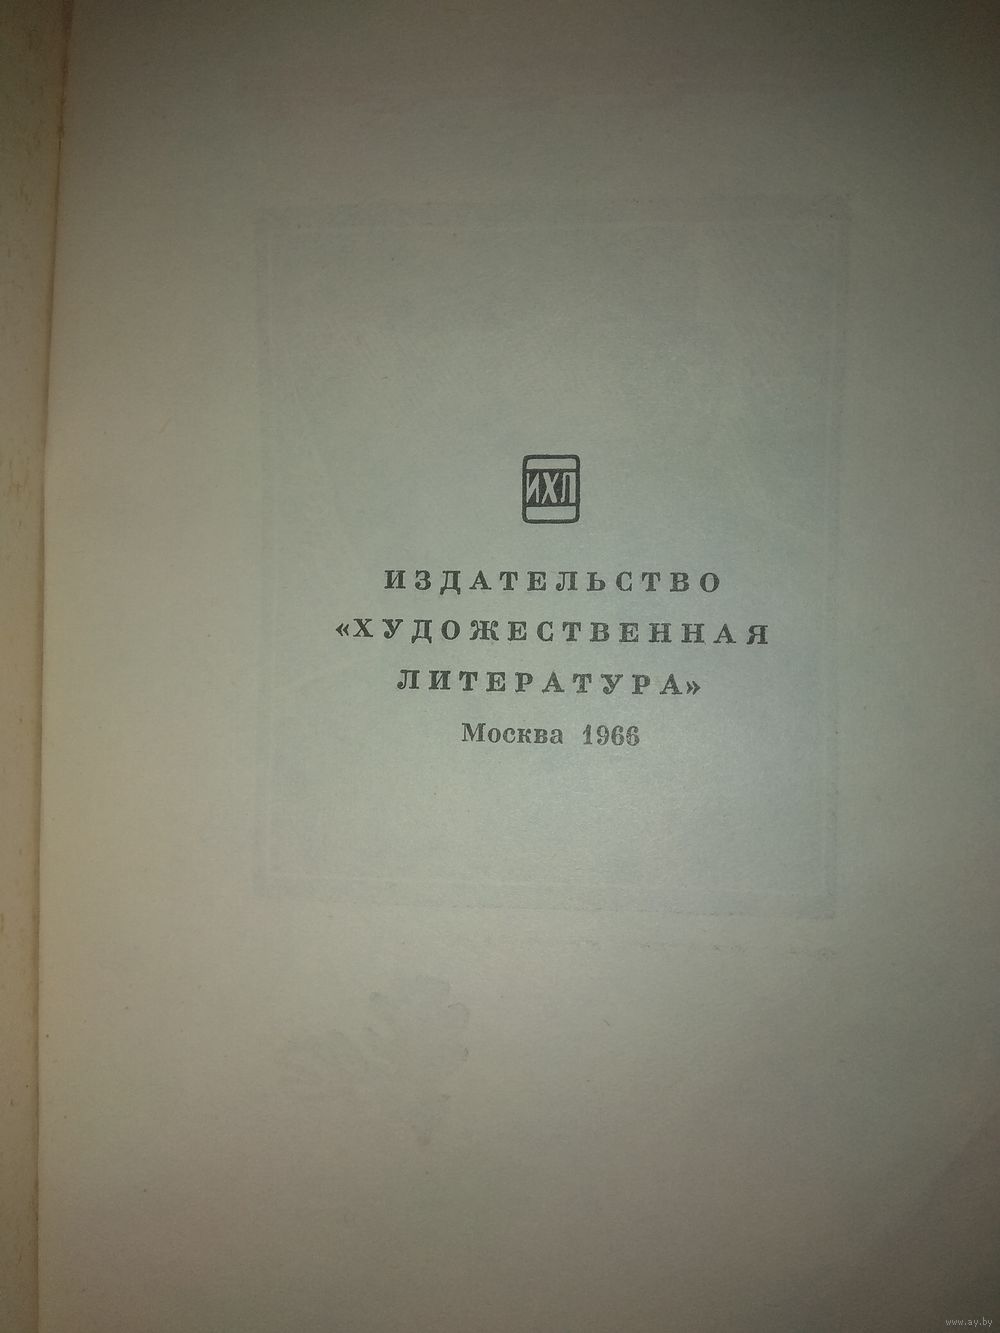 ИХЛ
ИЗДАТЕЛЬСТВО
«ХУДОЖЕСТВЕННАЯ
ЛИТЕРАТУРА»
Москва 1966
www.ay.by